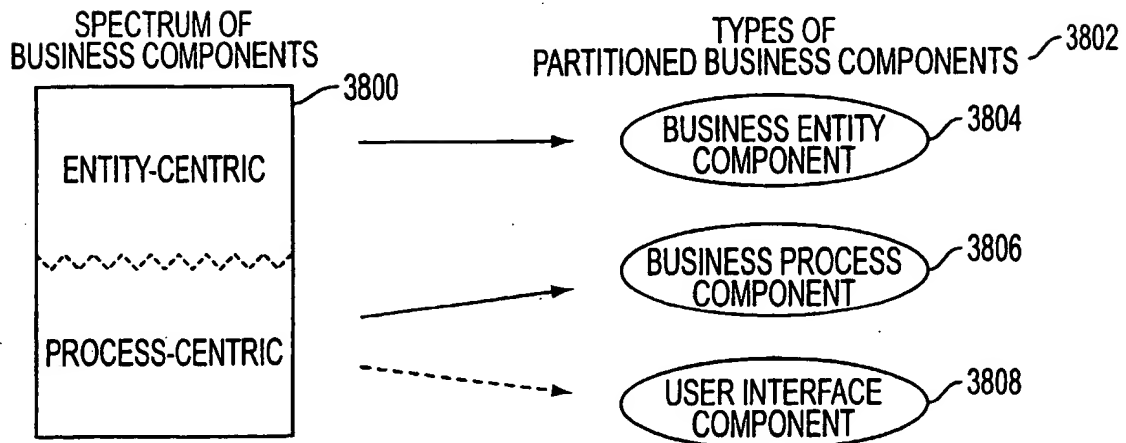 SPECTRUM OF
BUSINESS COMPONENTS
3800
ENTITY-CENTRIC
PROCESS-CENTRIC
TYPES OF
PARTITIONED BUSINESS COMPONENTS
3802
BUSINESS ENTITY
COMPONENT
3804
BUSINESS PROCESS
COMPONENT
3806
USER INTERFACE
COMPONENT
3808